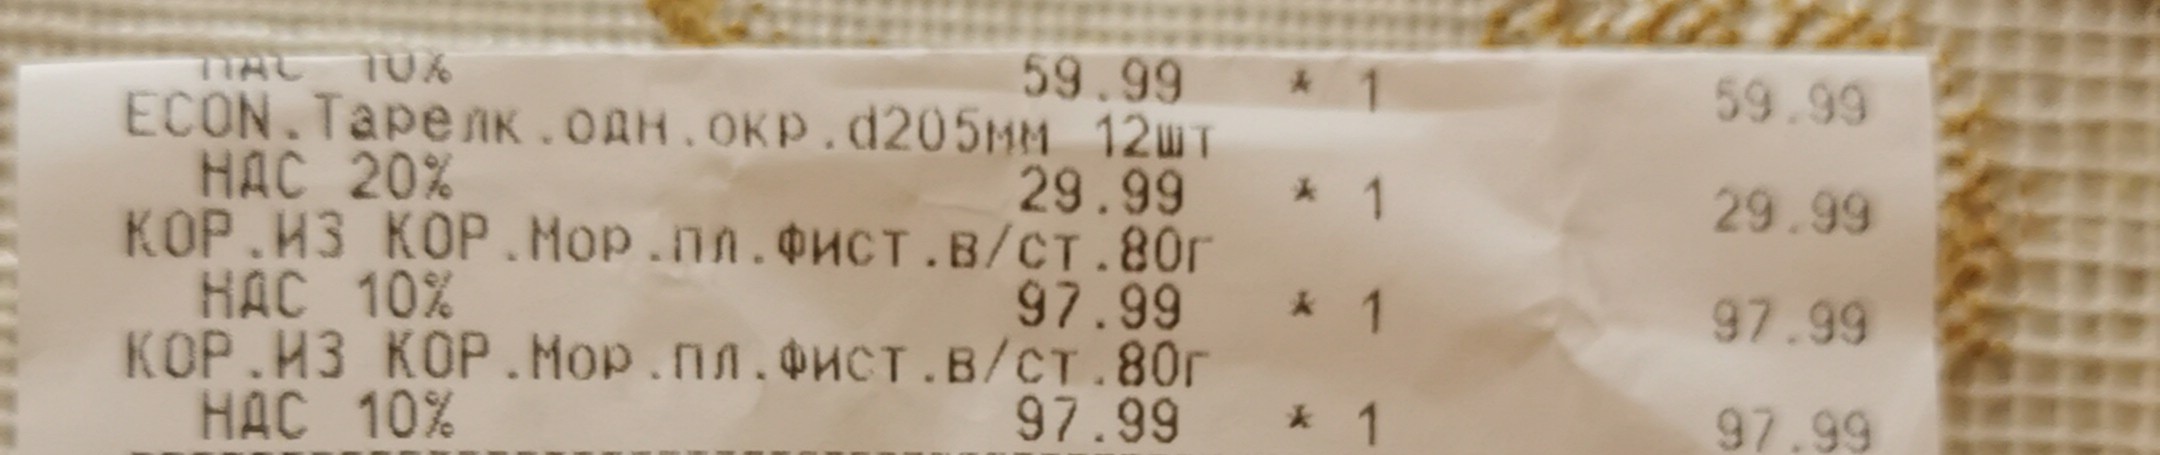 НДС 10% 59.99 * 1 59.99
ECON.Тарелк.одн.окр.d205мм 12шт
НДС 20% 29.99 * 1 29.99
КОР.ИЗ КОР.Мор.пл.фист.в/ст.80г
НДС 10% 97.99 * 1 97.99
КОР.ИЗ КОР.Мор.пл.фист.в/ст.80г
НДС 10% 97.99 * 1 97.99